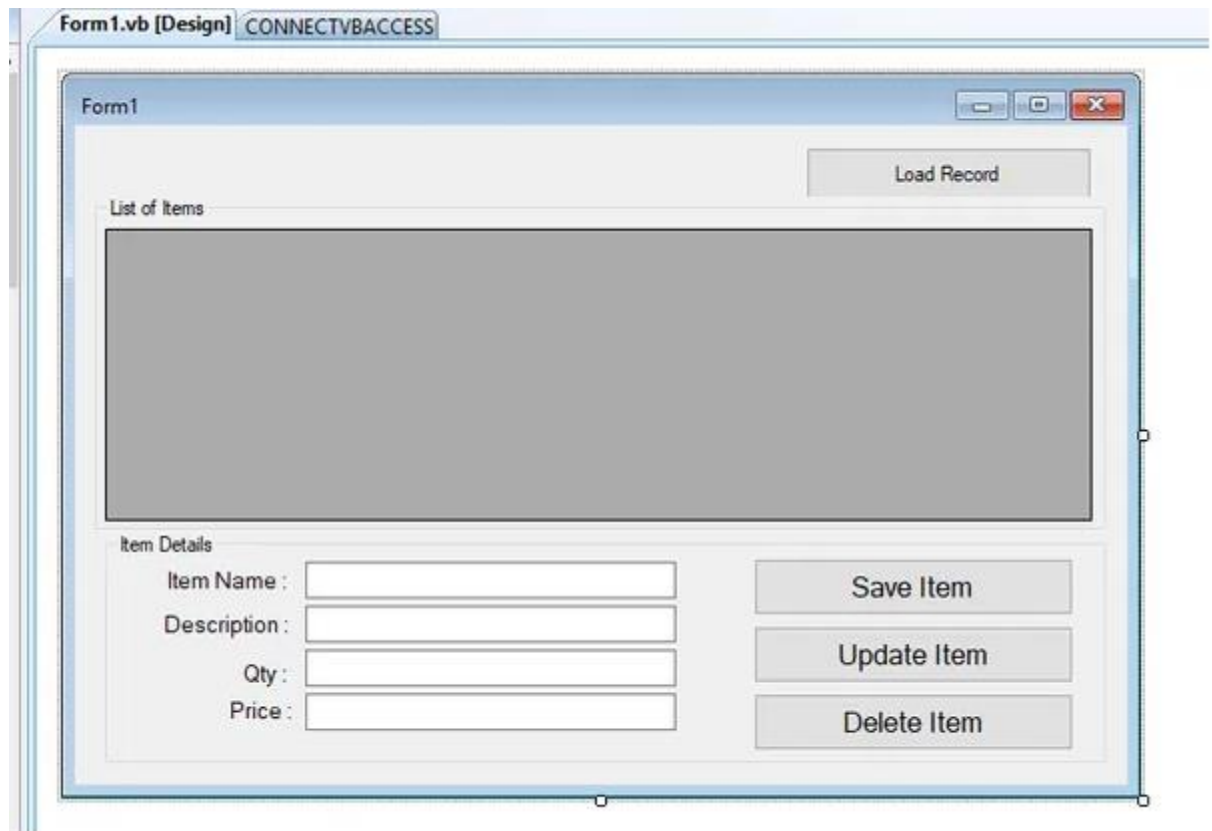 Form1.vb [Design] CONNECTVBACCESS
Form1
Load Record
List of Items
Item Details
Item Name :
Save Item
Description :
Update Item
Qty :
Price :
Delete Item